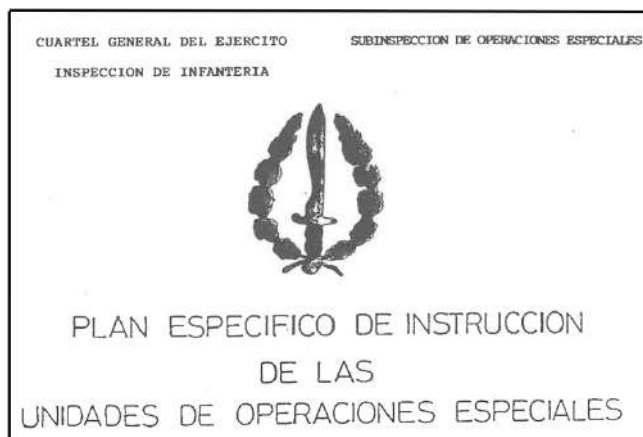 CUARTEL GENERAL DEL EJERCITO
INSPECCION DE INFANTERIA
SUBINSPECCION DE OPERACIONES ESPECIALES
PLAN ESPECIFICO DE INSTRUCCION
DE LAS
UNIDADES DE OPERACIONES ESPECIALES